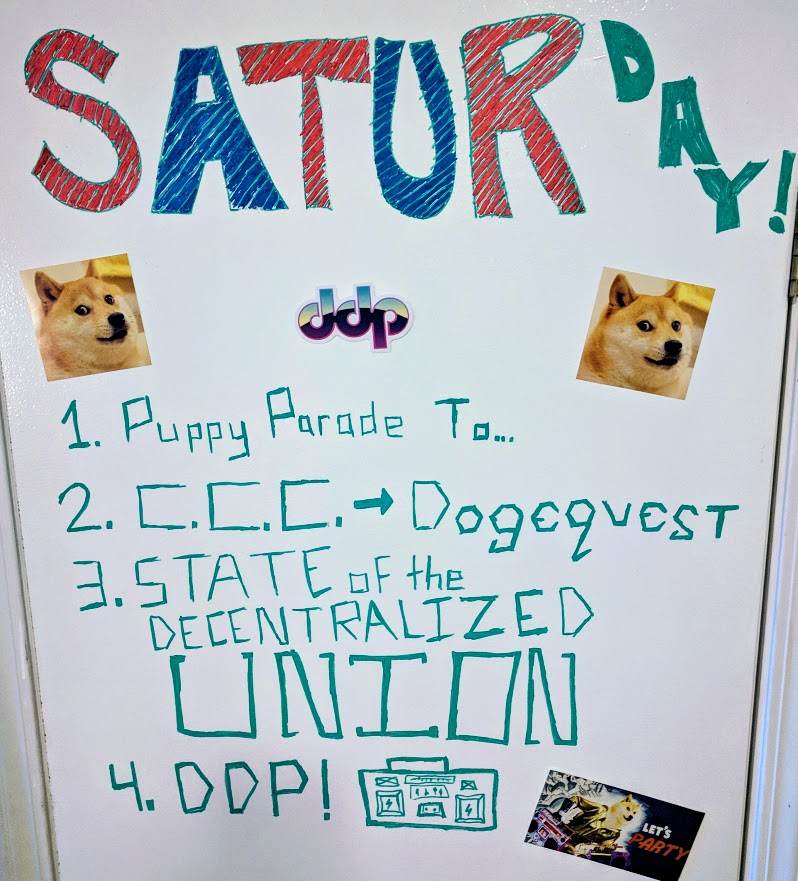 SATURDAY!
ddp
1. Puppy Parade To...
2. C.C.C. → Dogequest
3. STATE of the
DECENTRALIZED
UNION
4. DDP!
LET'S
PARTY